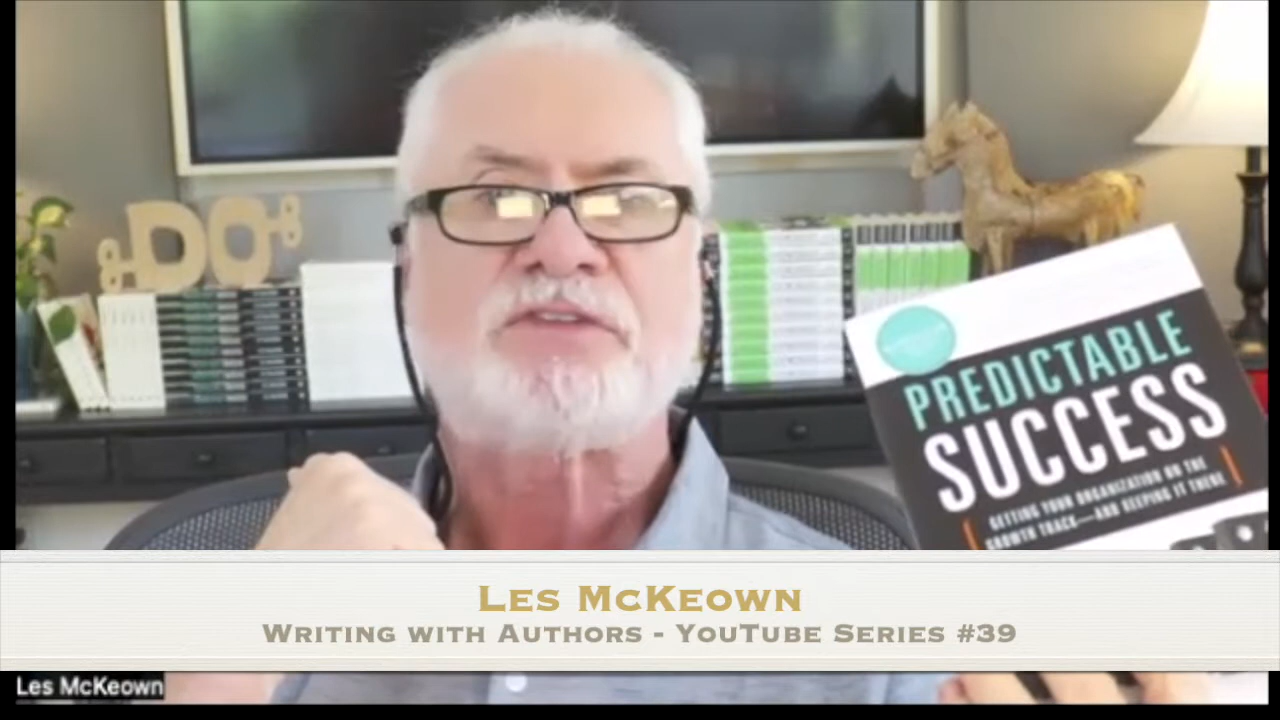 DO
PREDICTABLE
SUCCESS
GETTING YOUR ORGANIZATION ON THE
GROWTH TRACK—AND KEEPING IT THERE
LES MCKEOWN
WRITING WITH AUTHORS - YOUTUBE SERIES #39
Les McKeown